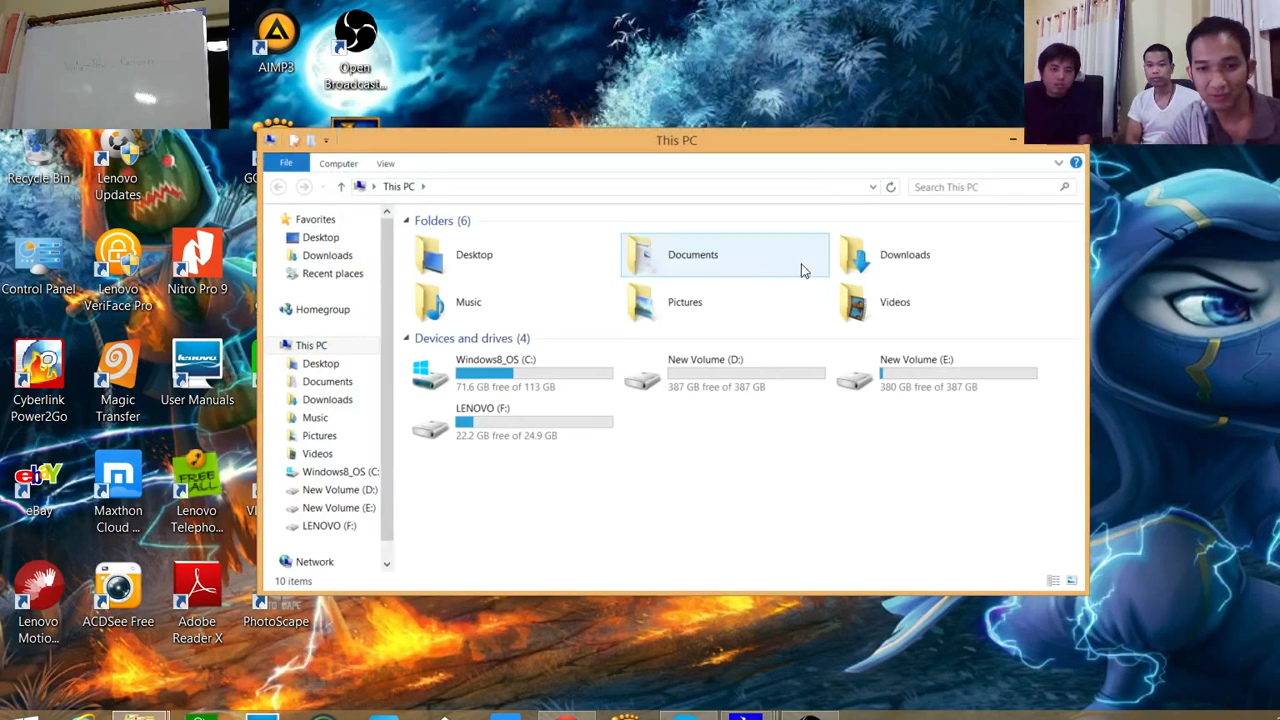 AIMP3
Open
Broadcast...
This PC
File
Computer
View
This PC
Search This PC
Recycle Bin
Lenovo
Updates
GO
Control Panel
Lenovo
VeriFace Pro
Nitro Pro 9
Cyberlink
Power2Go
Magic
Transfer
User Manuals
eBay
Maxthon
Cloud ...
Lenovo
Telepho...
FREE
CALL
Lenovo
Motio...
ACDSee Free
Adobe
Reader X
PhotoScape
Favorites
Desktop
Downloads
Recent places
Homegroup
This PC
Desktop
Documents
Downloads
Music
Pictures
Videos
Windows8_OS (C:
New Volume (D:)
New Volume (E:)
LENOVO (F:)
Network
Folders (6)
Desktop
Documents
Downloads
Music
Pictures
Videos
Devices and drives (4)
Windows8_OS (C:)
71.6 GB free of 113 GB
New Volume (D:)
387 GB free of 387 GB
New Volume (E:)
380 GB free of 387 GB
LENOVO (F:)
22.2 GB free of 24.9 GB
10 items